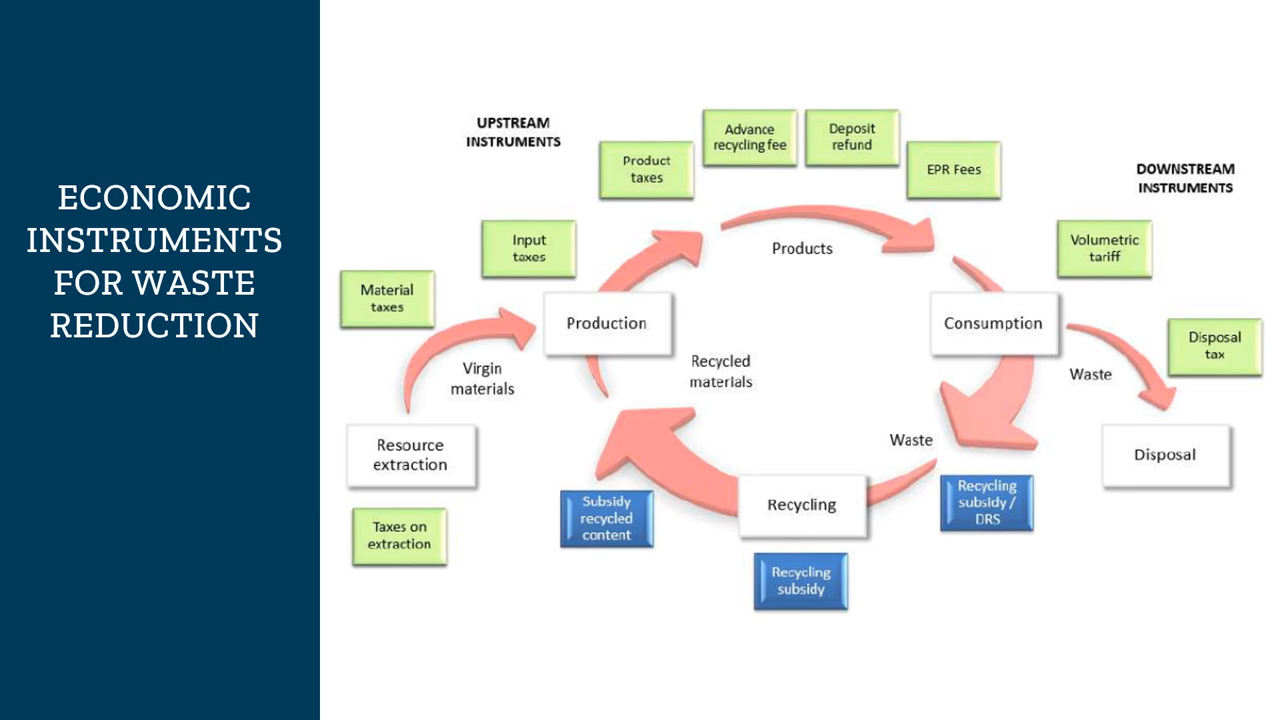 ECONOMIC
INSTRUMENTS
FOR WASTE
REDUCTION
UPSTREAM
INSTRUMENTS
Product
taxes
Advance
recycling fee
Deposit
refund
EPR Fees
DOWNSTREAM
INSTRUMENTS
Input
taxes
Products
Volumetric
tariff
Material
taxes
Production
Consumption
Disposal
tax
Virgin
materials
Recycled
materials
Waste
Resource
extraction
Waste
Disposal
Subsidy
recycled
content
Recycling
Recycling
subsidy /
DRS
Taxes on
extraction
Recycling
subsidy